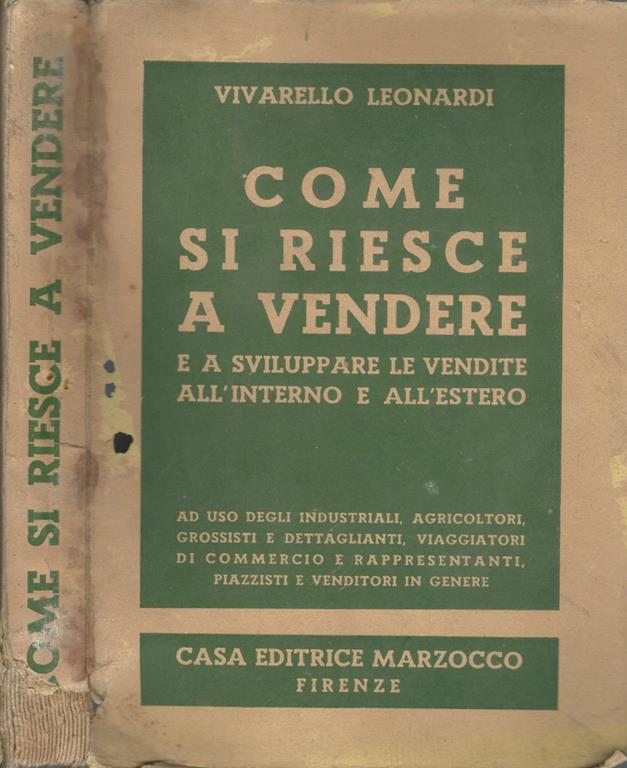 COME SI RIESCE A VENDERE
VIVARELLO LEONARDI
COME
SI RIESCE
A VENDERE
E A SVILUPPARE LE VENDITE
ALL'INTERNO E ALL'ESTERO
AD USO DEGLI INDUSTRIALI, AGRICOLTORI,
GROSSISTI E DETTAGLIANTI, VIAGGIATORI
DI COMMERCIO E RAPPRESENTANTI,
PIAZZISTI E VENDITORI IN GENERE
CASA EDITRICE MARZOCCO
FIRENZE